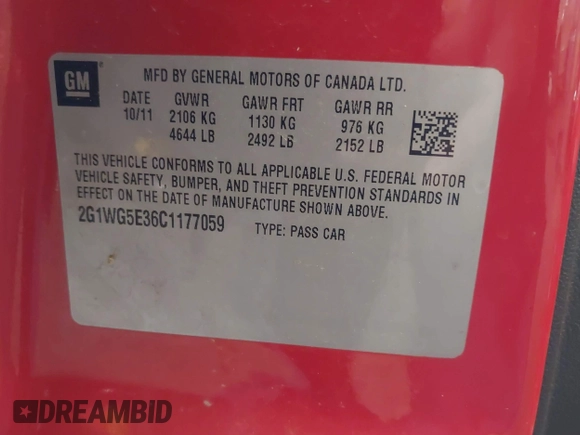 GM
MFD BY GENERAL MOTORS OF CANADA LTD.
DATE GVWR GAWR FRT GAWR RR
10/11 2106 KG 1130 KG 976 KG
4644 LB 2492 LB 2152 LB
THIS VEHICLE CONFORMS TO ALL APPLICABLE U.S. FEDERAL MOTOR
VEHICLE SAFETY, BUMPER, AND THEFT PREVENTION STANDARDS IN
EFFECT ON THE DATE OF MANUFACTURE SHOWN ABOVE.
2G1WG5E36C1177059 TYPE: PASS CAR
DREAMBID